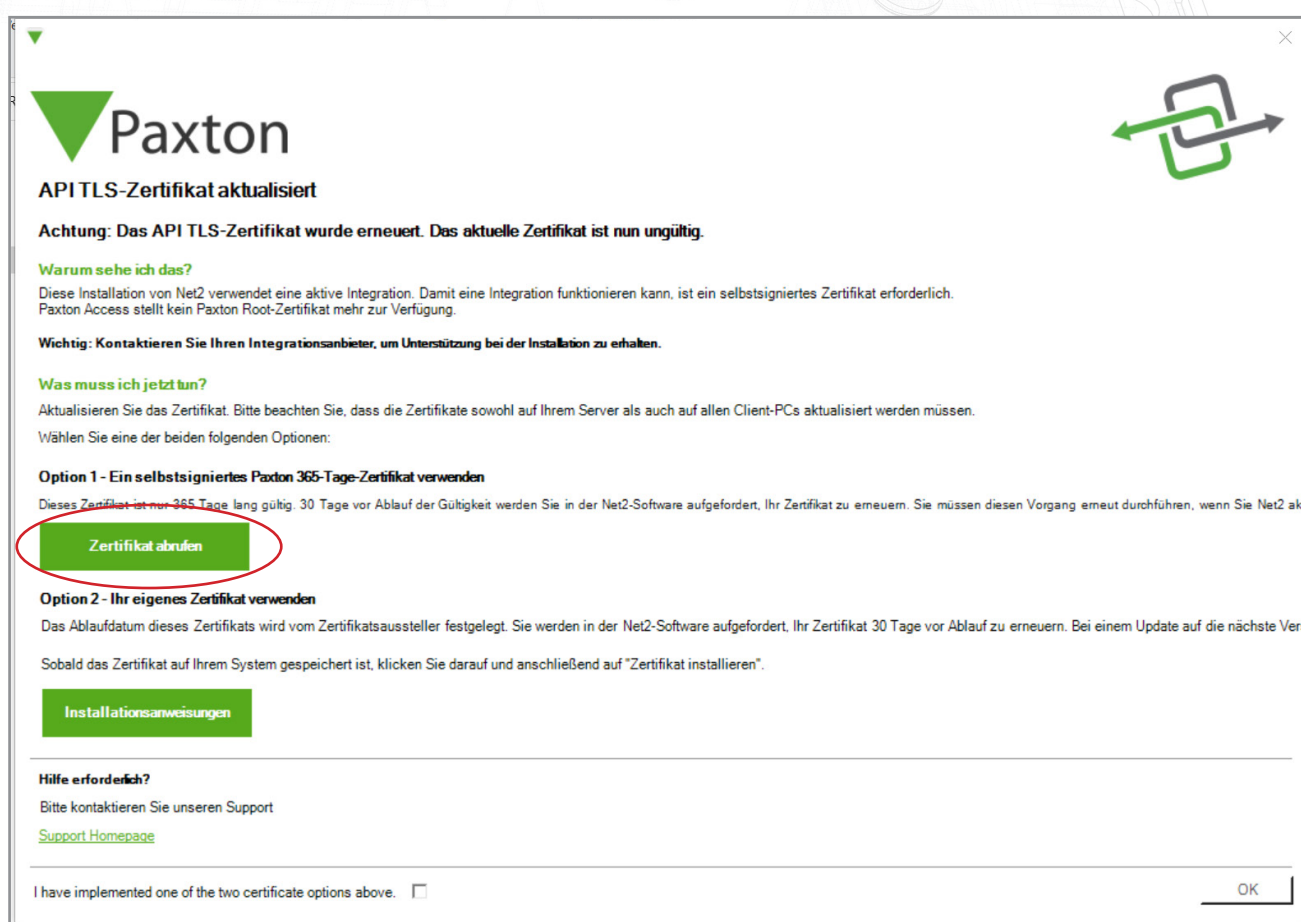 Paxton
API TLS-Zertifikat aktualisiert
Achtung: Das API TLS-Zertifikat wurde erneuert. Das aktuelle Zertifikat ist nun ungültig.
Warum sehe ich das?
Diese Installation von Net2 verwendet eine aktive Integration. Damit eine Integration funktionieren kann, ist ein selbstsigniertes Zertifikat erforderlich.
Paxton Access stellt kein Paxton Root-Zertifikat mehr zur Verfügung.
Wichtig: Kontaktieren Sie Ihren Integrationsanbieter, um Unterstützung bei der Installation zu erhalten.
Was muss ich jetzt tun?
Aktualisieren Sie das Zertifikat. Bitte beachten Sie, dass die Zertifikate sowohl auf Ihrem Server als auch auf allen Client-PCs aktualisiert werden müssen.
Wählen Sie eine der beiden folgenden Optionen:
Option 1 - Ein selbstsigniertes Paxton 365-Tage-Zertifikat verwenden
Dieses Zertifikat ist nur 365 Tage lang gültig. 30 Tage vor Ablauf der Gültigkeit werden Sie in der Net2-Software aufgefordert, Ihr Zertifikat zu erneuern. Sie müssen diesen Vorgang erneut durchführen, wenn Sie Net2 ak
Zertifikat abrufen
Option 2 - Ihr eigenes Zertifikat verwenden
Das Ablaufdatum dieses Zertifikats wird vom Zertifikatsaussteller festgelegt. Sie werden in der Net2-Software aufgefordert, Ihr Zertifikat 30 Tage vor Ablauf zu erneuern. Bei einem Update auf die nächste Ver
Sobald das Zertifikat auf Ihrem System gespeichert ist, klicken Sie darauf und anschließend auf "Zertifikat installieren".
Installationsanweisungen
Hilfe erforderlich?
Bitte kontaktieren Sie unseren Support
Support Homepage
I have implemented one of the two certificate options above.
OK